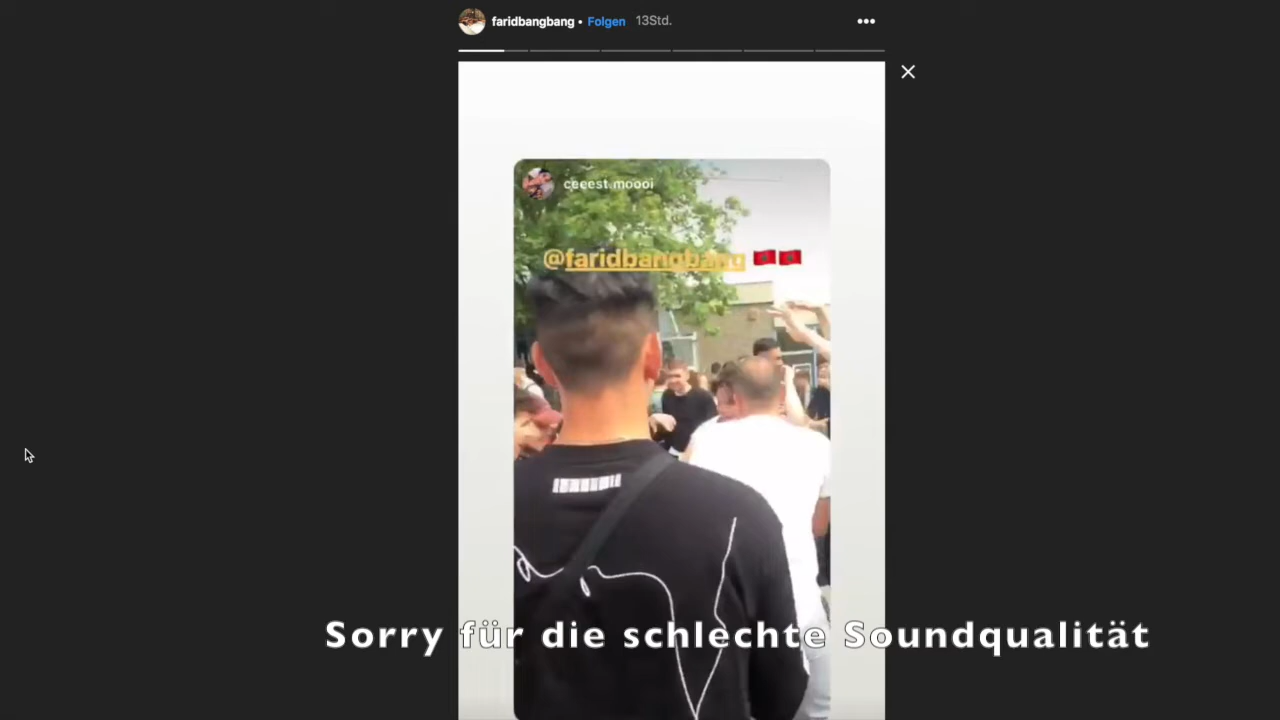 faridbangbang • Folgen 13Std.
ceeest.moooi
@faridbangbang 🇲🇦🇲🇦
Sorry für die schlechte Soundqualität